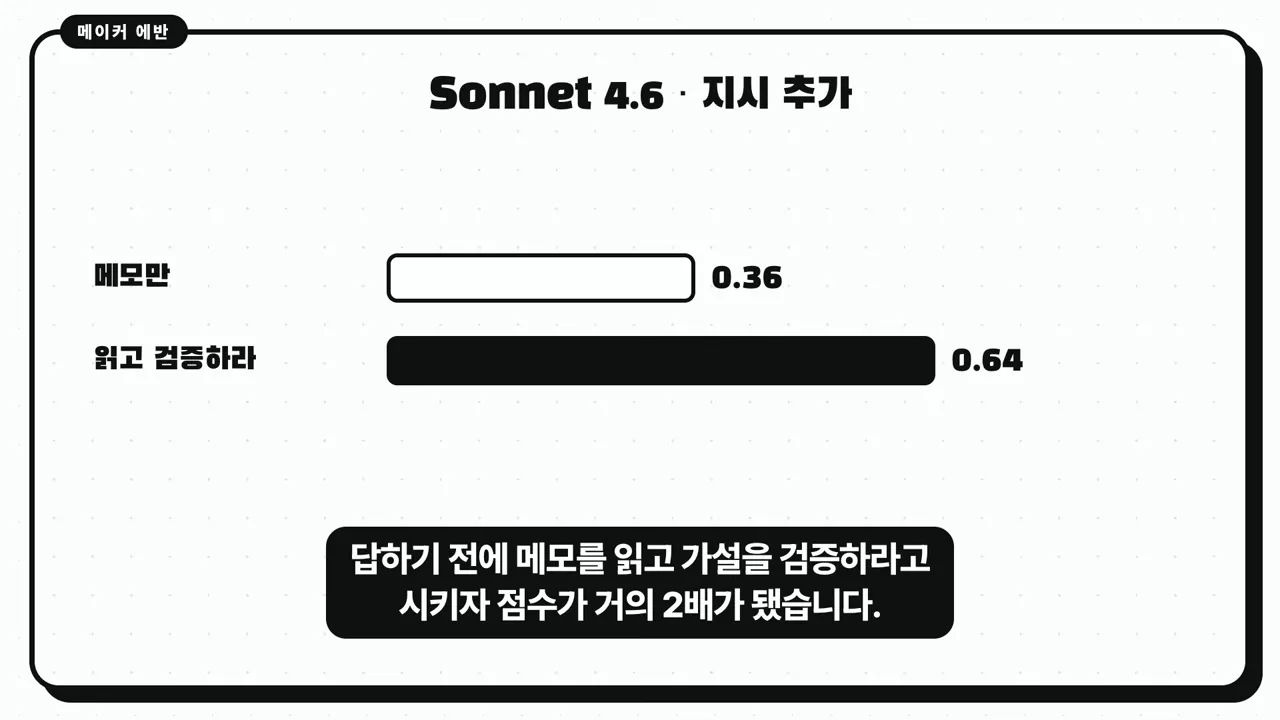 메이커 에반
Sonnet 4.6 · 지시 추가
메모만
0.36
읽고 검증하라
0.64
답하기 전에 메모를 읽고 가설을 검증하라고
시키자 점수가 거의 2배가 됐습니다.